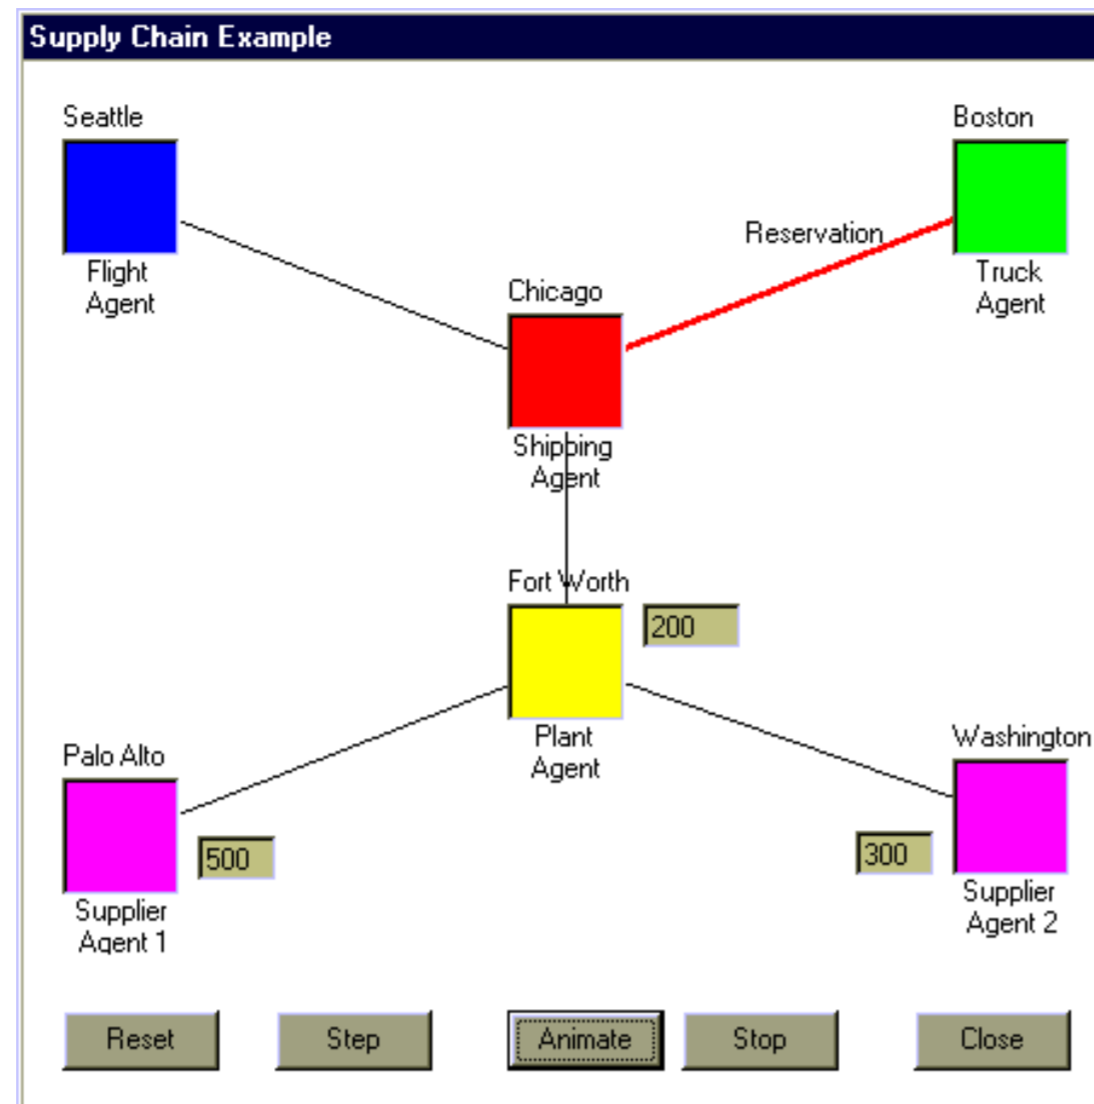 Supply Chain Example
Seattle
Boston
Reservation
Flight
Agent
Truck
Agent
Chicago
Shipping
Agent
Fort Worth
200
Plant
Agent
Palo Alto
Washington
500
300
Supplier
Agent 1
Supplier
Agent 2
Reset
Step
Animate
Stop
Close